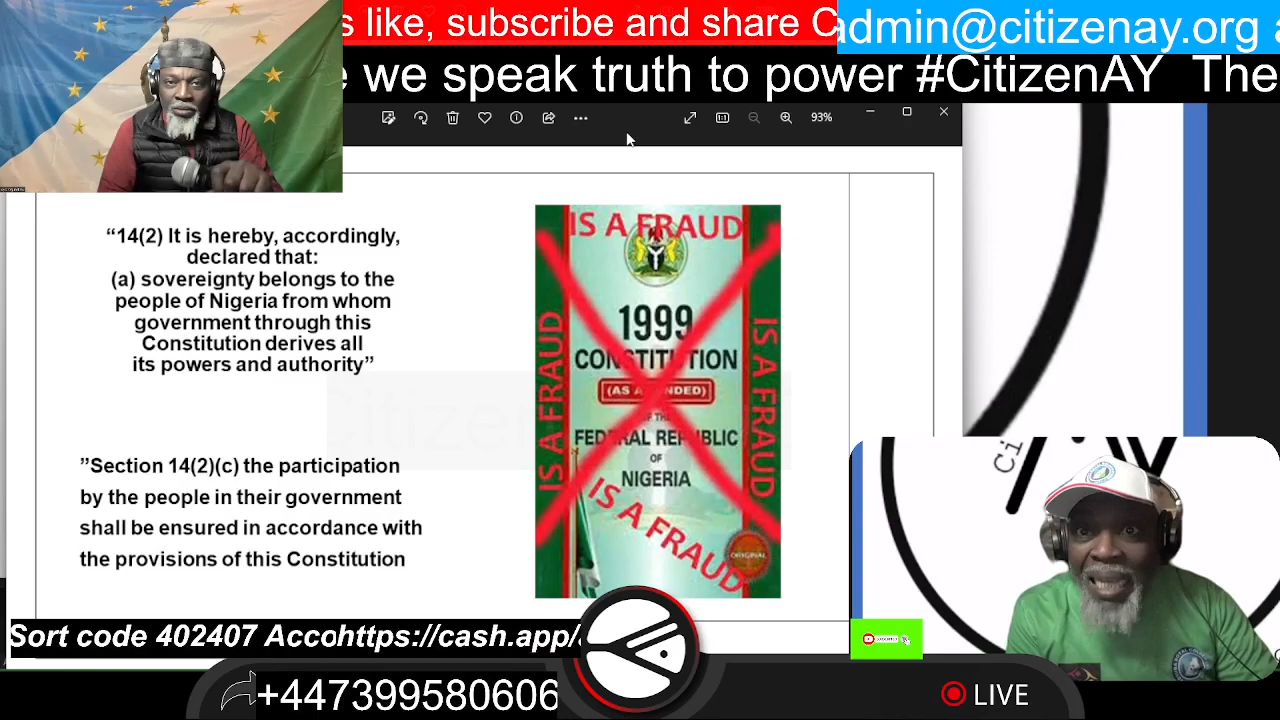 s like, subscribe and share C
admin@citizenay.org a
e we speak truth to power #CitizenAY The
93%
“14(2) It is hereby, accordingly,
declared that:
(a) sovereignty belongs to the
people of Nigeria from whom
government through this
Constitution derives all
its powers and authority”
”Section 14(2)(c) the participation
by the people in their government
shall be ensured in accordance with
the provisions of this Constitution
IS A FRAUD
IS A FRAUD
IS A FRAUD
1999
CONSTITUTION
(AS AMENDED)
OF THE
FEDERAL REPUBLIC
OF
NIGERIA
IS A FRAUD
ORIGINAL
Citizen
Ci
Sort code 402407 Accohttps://cash.app/
+447399580606
LIVE